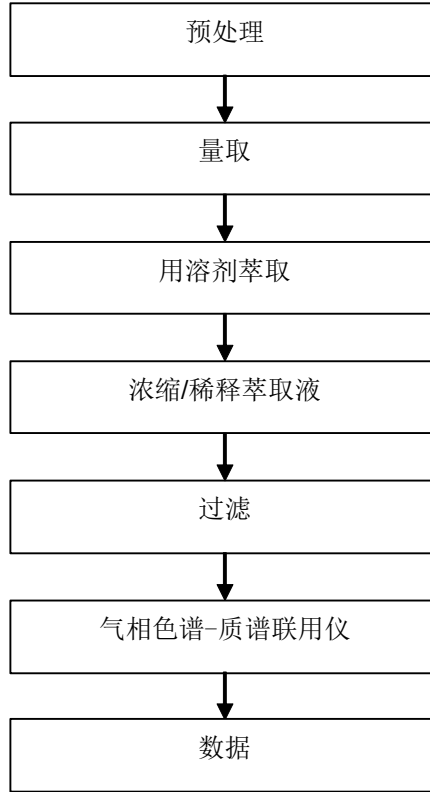 预处理
量取
用溶剂萃取
浓缩/稀释萃取液
过滤
气相色谱-质谱联用仪
数据